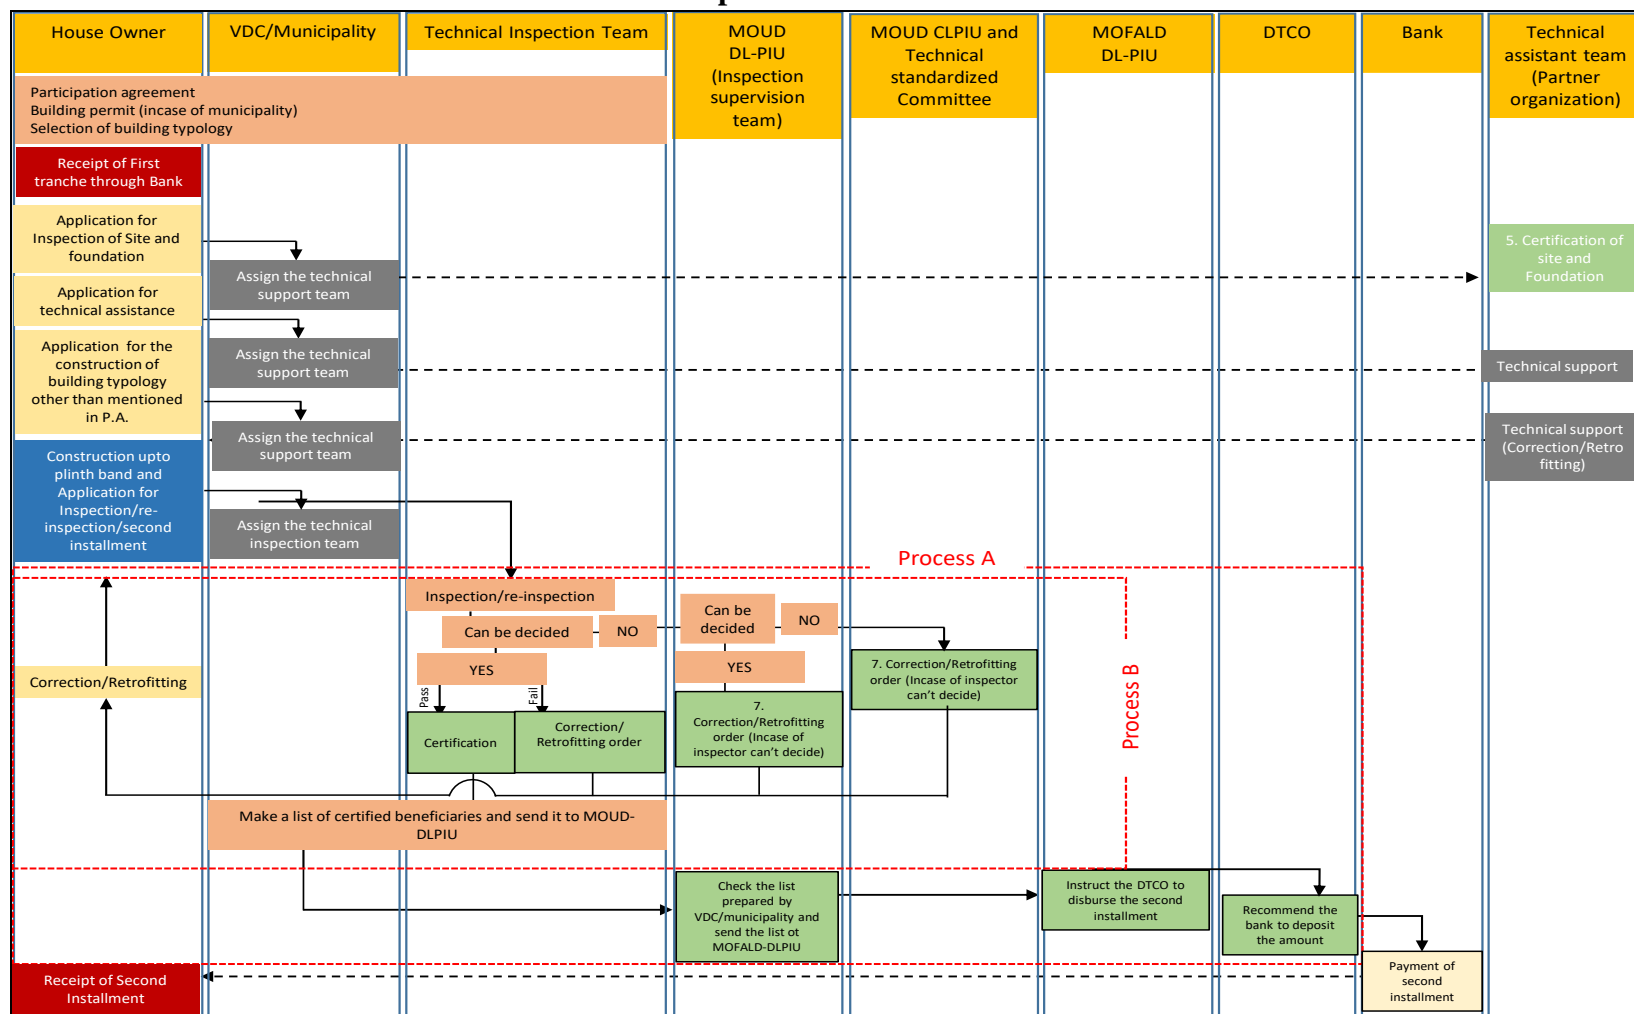 House Owner
VDC/Municipality
Technical Inspection Team
MOUD
DL-PIU
(Inspection
supervision
team)
MOUD CLPIU and
Technical
standardized
Committee
MOFALD
DL-PIU
DTCO
Bank
Technical
assistant team
(Partner
organization)
Participation agreement
Building permit (incase of municipality)
Selection of building typology
Receipt of First
tranche through Bank
Application for
Inspection of Site and
foundation
Assign the technical
support team
5. Certification of
site and
Foundation
Application for
technical assistance
Assign the technical
support team
Technical support
Application for the
construction of
building typology
other than mentioned
in P.A.
Assign the technical
support team
Technical support
(Correction/Retro
fitting)
Construction upto
plinth band and
Application for
Inspection/re-
inspection/second
installment
Assign the technical
inspection team
Process A
Inspection/re-inspection
Can be decided
NO
Can be
decided
NO
YES
YES
Pass
Fail
Process B
Correction/Retrofitting
Certification
Correction/
Retrofitting order
7.
Correction/Retrofitting
order (Incase of
inspector can't decide)
7. Correction/Retrofitting
order (Incase of inspector
can't decide)
Make a list of certified beneficiaries and send it to MOUD-
DLPIU
Check the list
prepared by
VDC/municipality and
send the list ot
MOFALD-DLPIU
Instruct the DTCO to
disburse the second
installment
Recommend the
bank to deposit
the amount
Payment of
second
installment
Receipt of Second
Installment